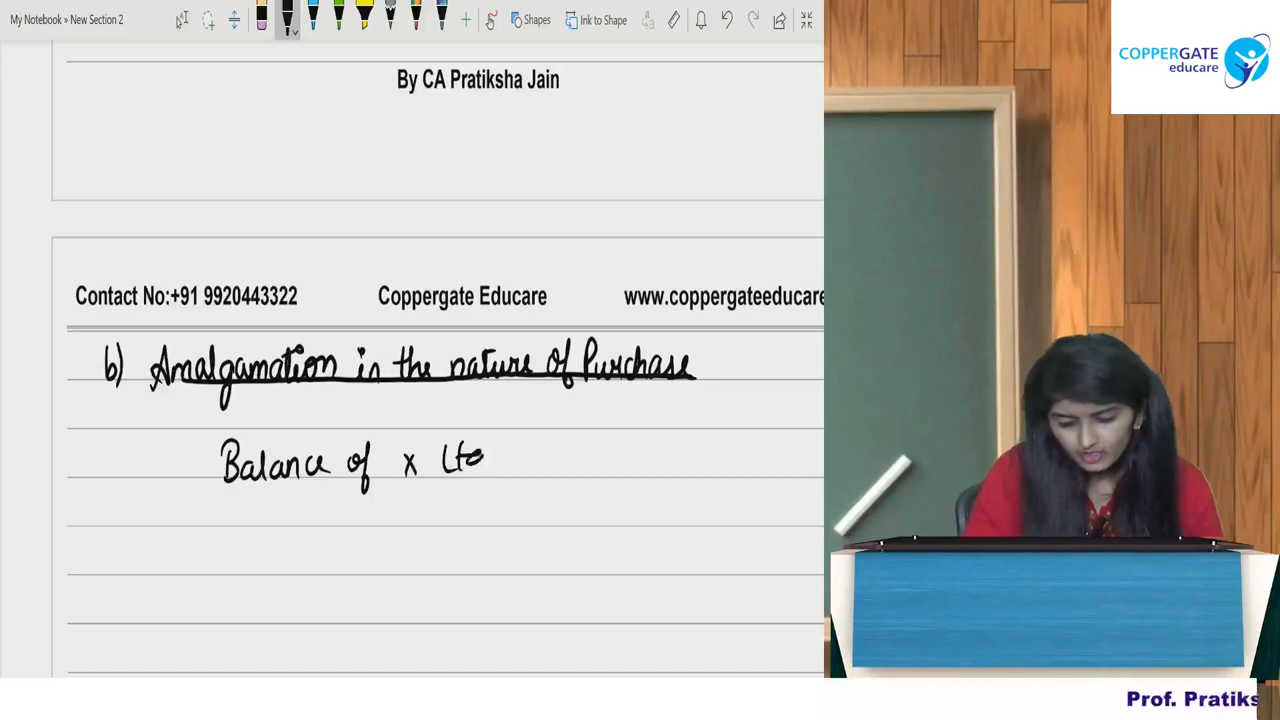 My Notebook » New Section 2
Shapes
Ink to Shape
COPPERGATE
educare
By CA Pratiksha Jain
Contact No:+91 9920443322 Coppergate Educare www.coppergateeducare
b) Amalgamation in the nature of Purchase
Balance of x Ltd
Prof. Pratiks